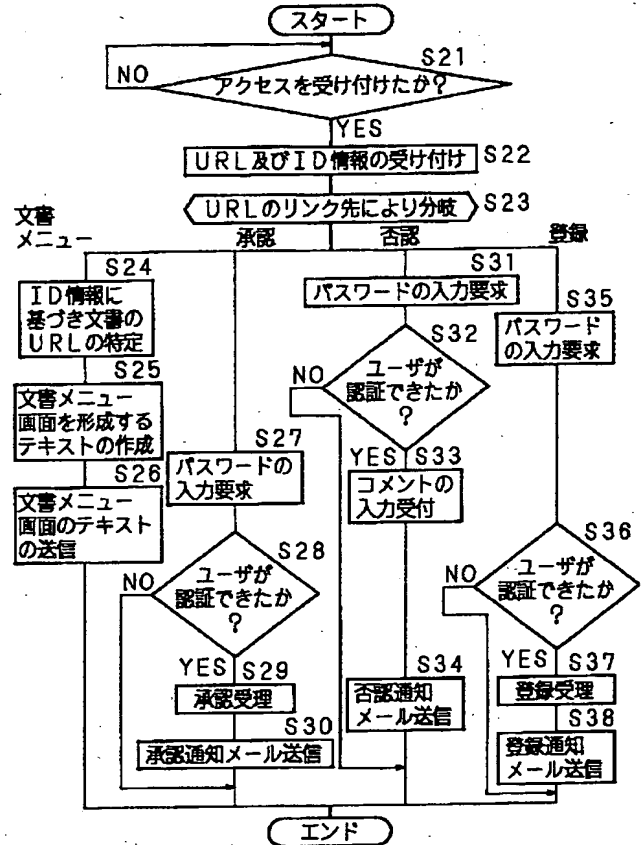 スタート
S21
アクセスを受け付けたか?
NO
YES
URL及びID情報の受け付け
S22
URLのリンク先により分岐
S23
文書
メニュー
承認
否認
登録
S24
ID情報に
基づき文書の
URLの特定
S25
文書メニュー
画面を形成する
テキストの作成
S26
文書メニュー
画面のテキスト
の送信
S27
パスワードの
入力要求
S28
ユーザが
認証できたか
?
NO
YES
S29
承認受理
S30
承認通知メール送信
S31
パスワードの入力要求
S32
ユーザが
認証できたか
?
NO
YES
S33
コメントの
入力受付
S34
否認通知
メール送信
S35
パスワード
の入力要求
S36
ユーザが
認証できたか
?
NO
YES
S37
登録受理
S38
登録通知
メール送信
エンド